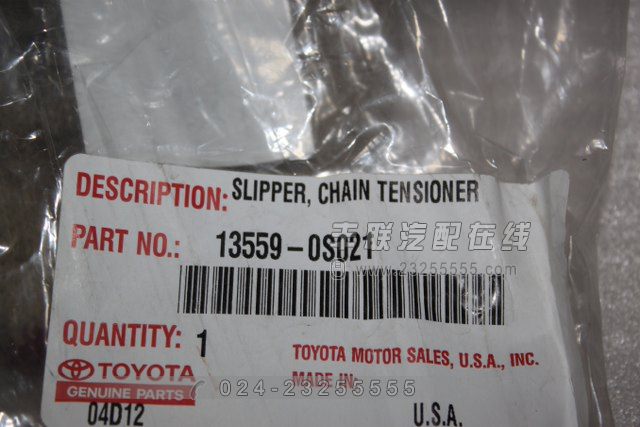 DESCRIPTION: SLIPPER, CHAIN TENSIONER
PART NO.: 13559-0S021
联汽配在线
www.23255555.com
QUANTITY: 1
TOYOTA MOTOR SALES, U.S.A., INC.
TOYOTA
MADE IN:
GENUINE PARTS
024-23255555
04D12 U.S.A.